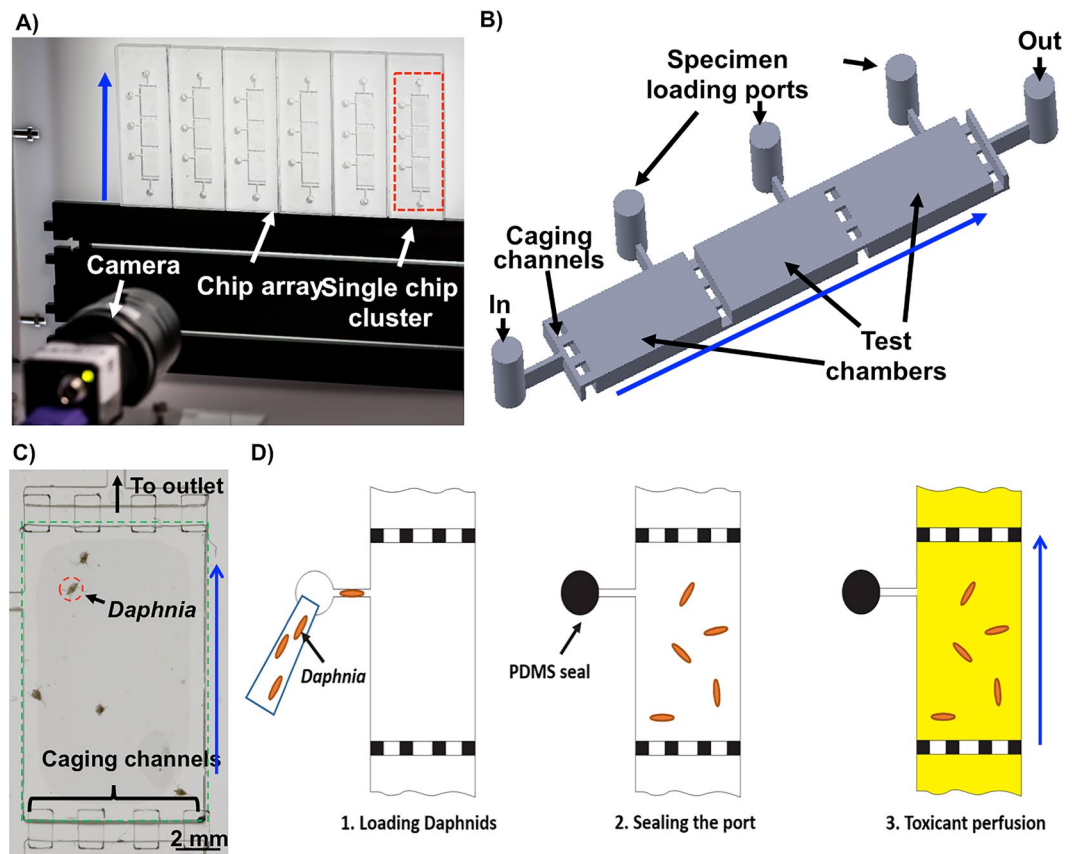 A)
Camera
Chip array
Single chip
cluster
B)
Specimen
loading ports
Out
Caging
channels
In
Test
chambers
C)
To outlet
Daphnia
Caging channels
2 mm
D)
Daphnia
PDMS seal
1. Loading Daphnids
2. Sealing the port
3. Toxicant perfusion